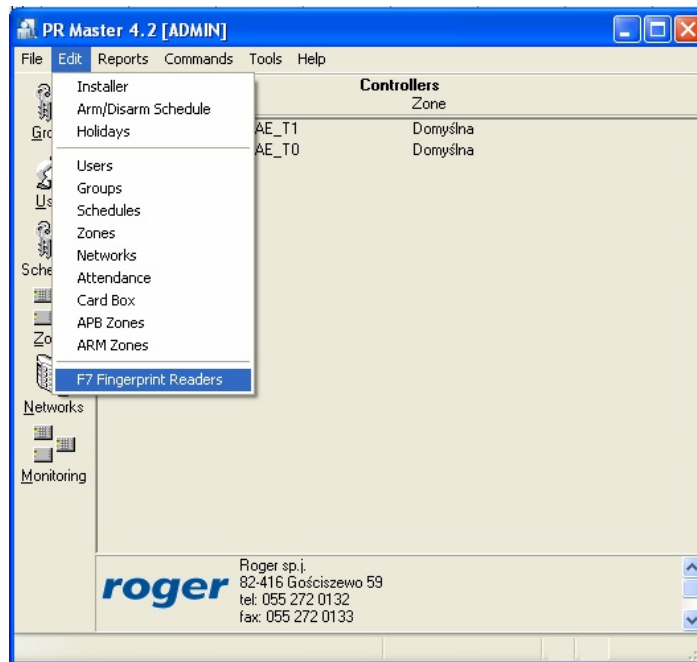 PR Master 4.2 [ADMIN]
File Edit Reports Commands Tools Help
Installer
Arm/Disarm Schedule
Holidays
Users
Groups
Schedules
Zones
Networks
Attendance
Card Box
APB Zones
ARM Zones
F7 Fingerprint Readers
Controllers
Zone
AE_T1 Domyślna
AE_T0 Domyślna
Networks
Monitoring
roger
Roger sp.j.
82-416 Gościszewo 59
tel: 055 272 0132
fax: 055 272 0133